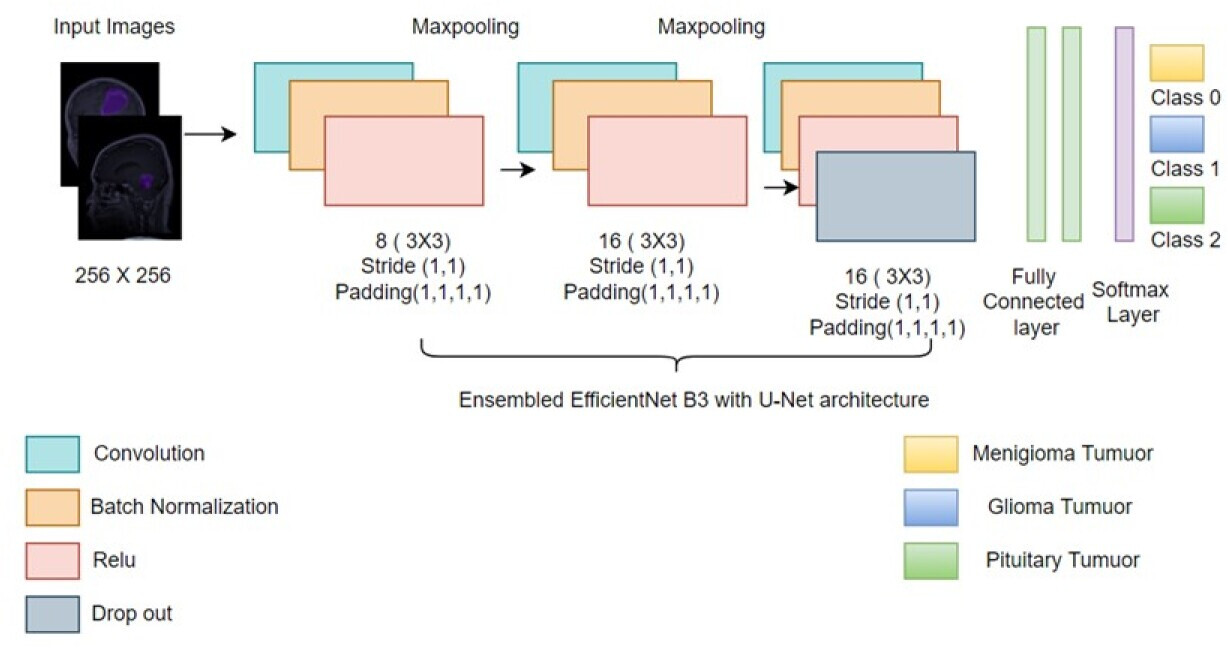 Input Images
Maxpooling
Maxpooling
256 X 256
8 ( 3X3)
Stride (1,1)
Padding(1,1,1,1)
16 ( 3X3)
Stride (1,1)
Padding(1,1,1,1)
16 ( 3X3)
Stride (1,1)
Padding(1,1,1,1)
Fully
Connected
layer
Softmax
Layer
Class 0
Class 1
Class 2
Ensembled EfficientNet B3 with U-Net architecture
Convolution
Batch Normalization
Relu
Drop out
Menigioma Tumuor
Glioma Tumuor
Pituitary Tumuor